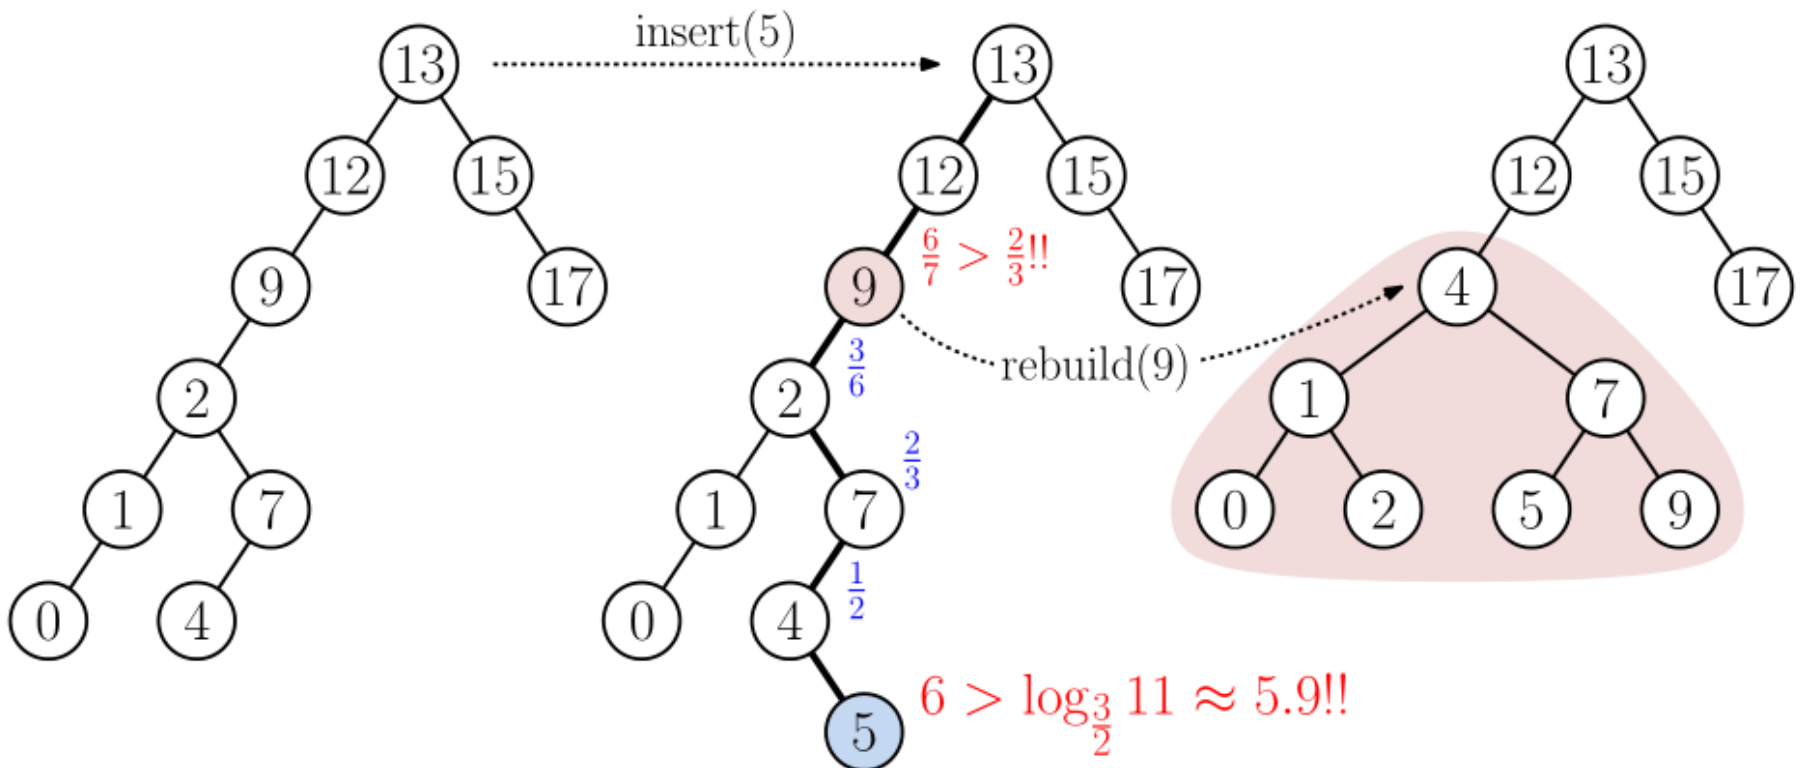 insert(5)
13 13 13
12 15 12 15 12 15
9 17 9 6/7 > 2/3!! 17 4 17
rebuild(9)
2 2 3/6 1 7
2/3
1 7 1 7 0 2 5 9
1/2
0 4 0 4
5 6 > log_{3/2} 11 ≈ 5.9!!